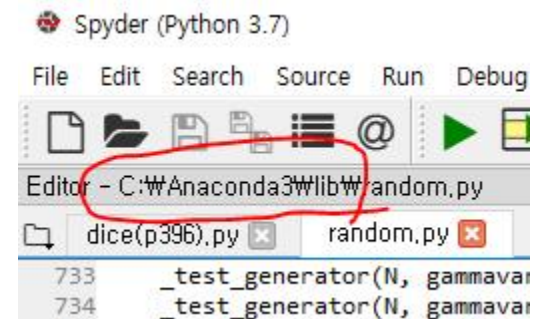 Spyder (Python 3.7)
File Edit Search Source Run Debug
@
Editor - C:₩Anaconda3₩lib₩random.py
dice(p396).py random.py
733 _test_generator(N, gammavar
734 _test_generator(N, gammavar